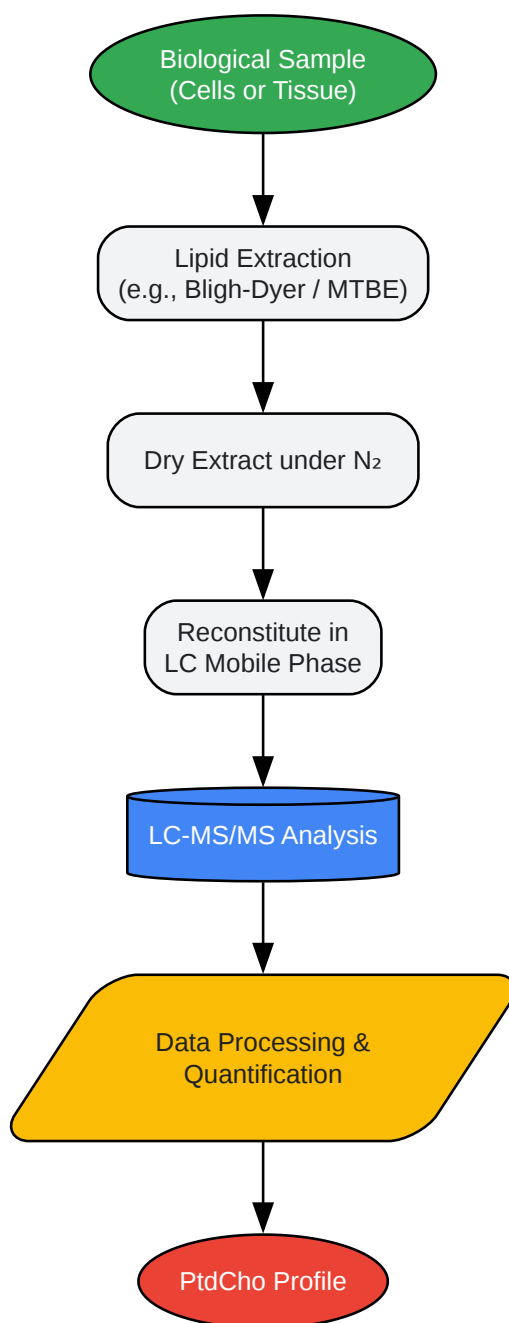 Biological Sample
(Cells or Tissue)
Lipid Extraction
(e.g., Bligh-Dyer / MTBE)
Dry Extract under N₂
Reconstitute in
LC Mobile Phase
LC-MS/MS Analysis
Data Processing &
Quantification
PtdCho Profile